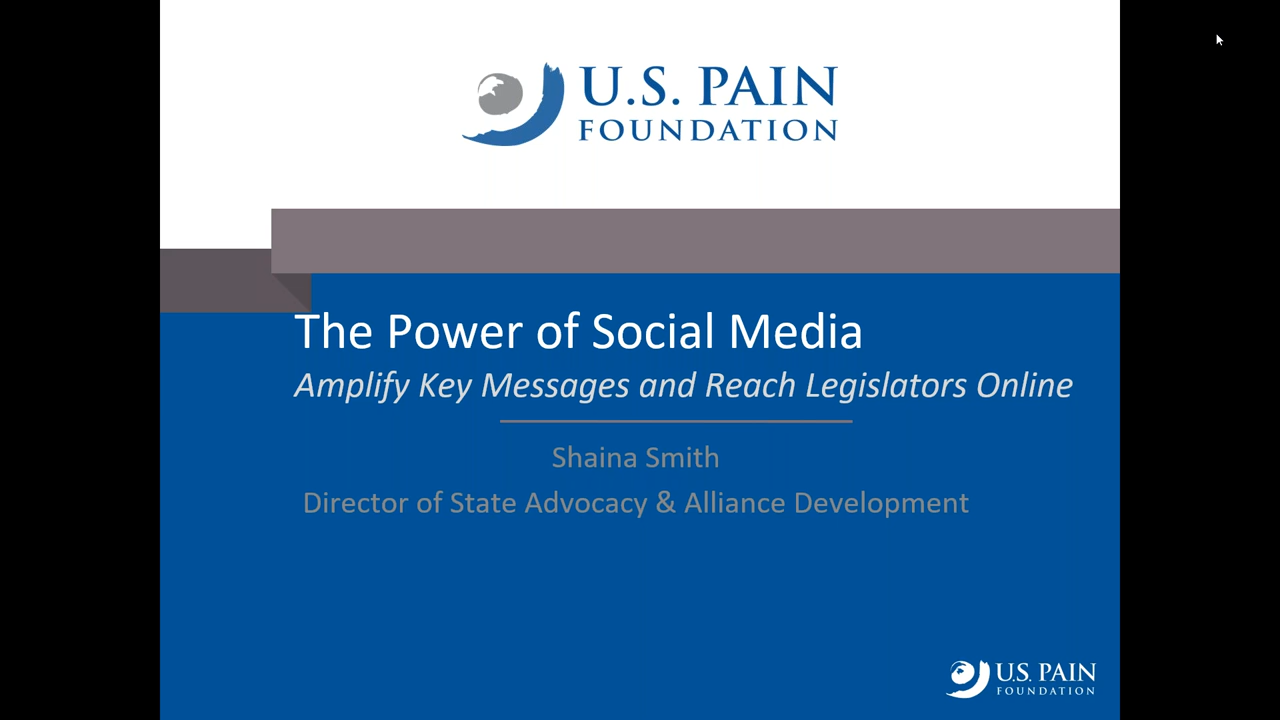 U.S. PAIN
FOUNDATION
The Power of Social Media
Amplify Key Messages and Reach Legislators Online
Shaina Smith
Director of State Advocacy & Alliance Development
U.S. PAIN
FOUNDATION